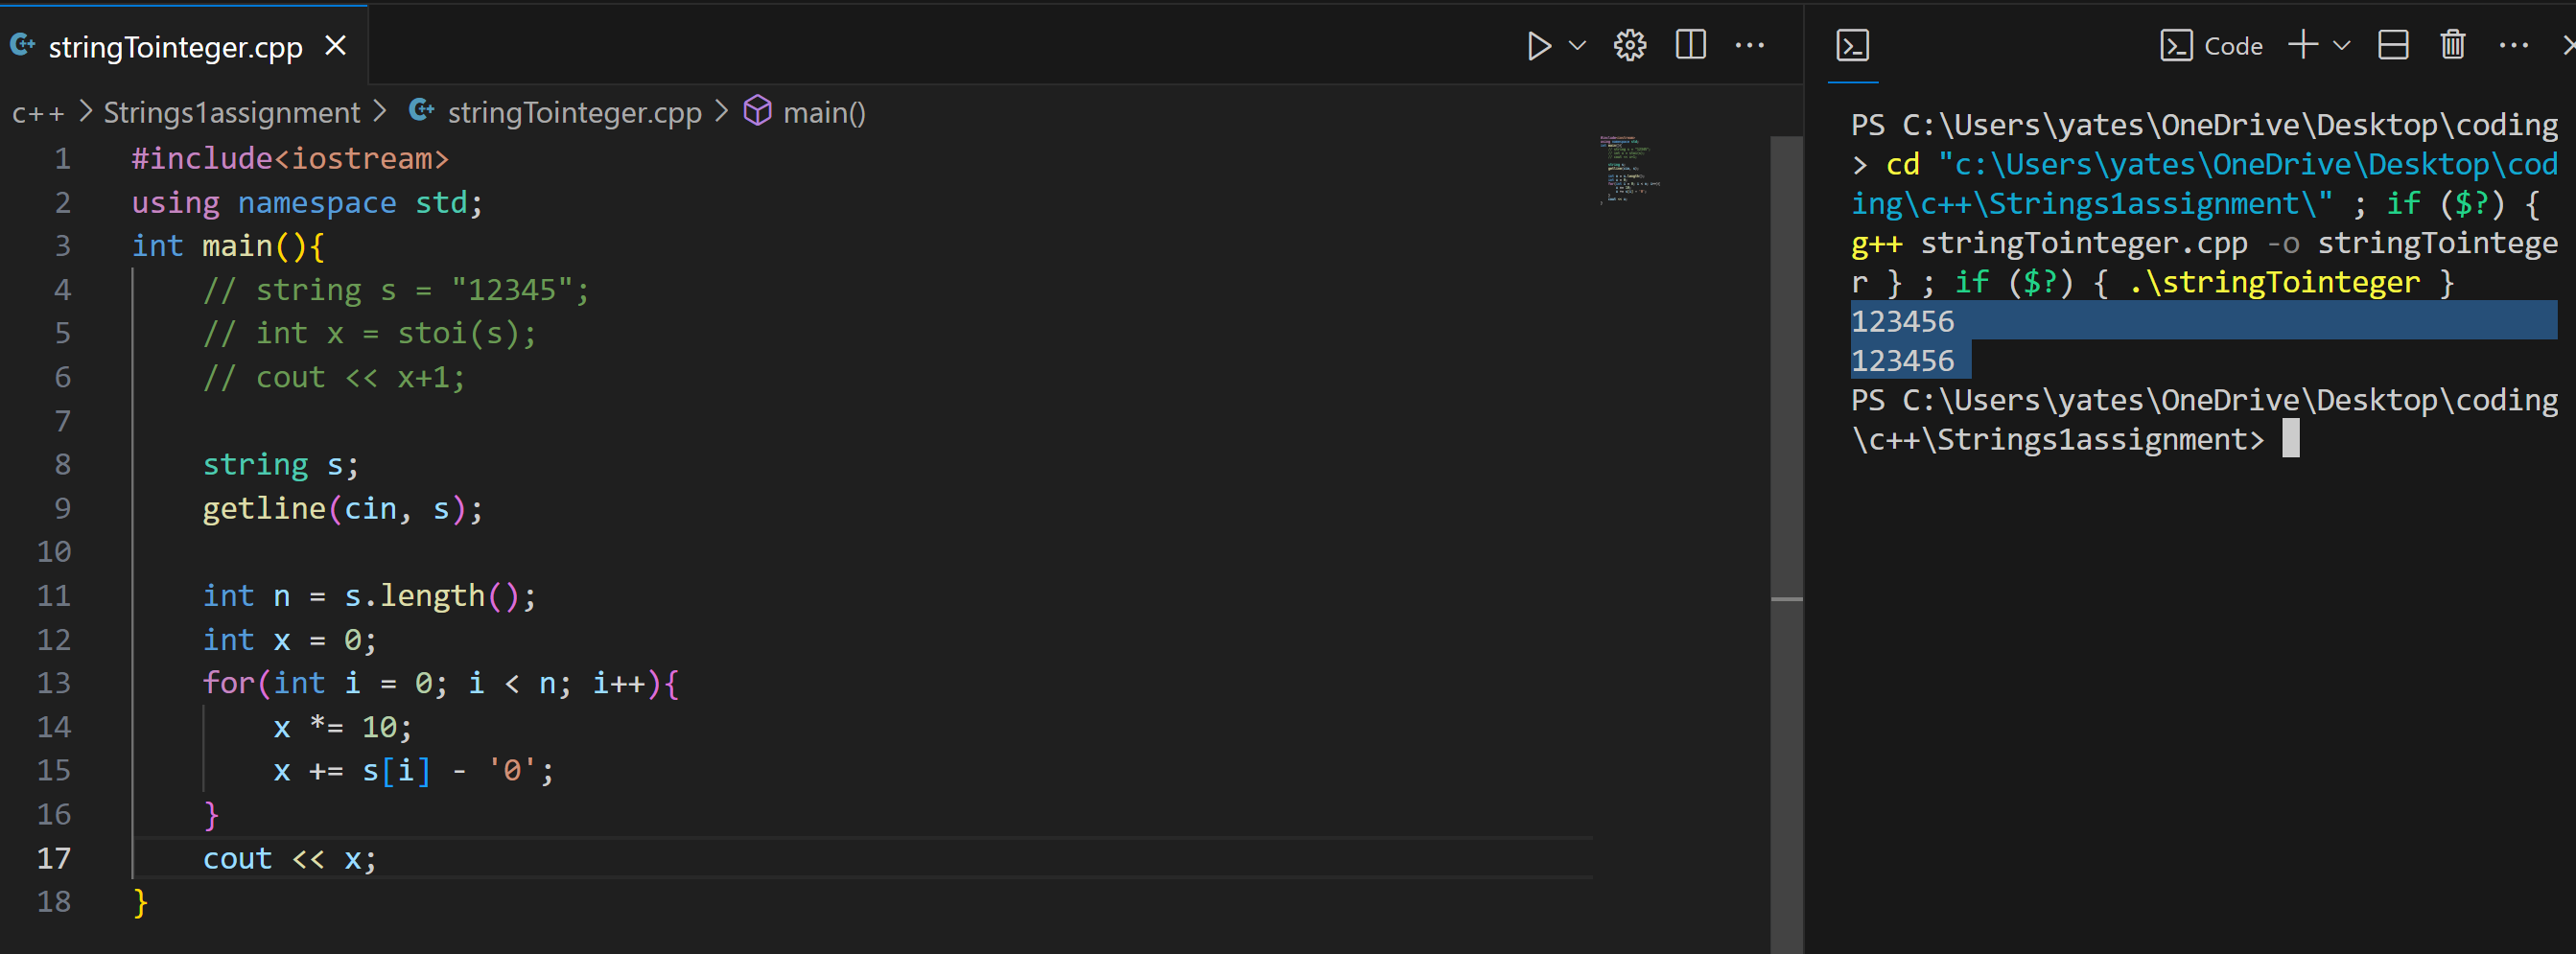 stringTointeger.cpp
c++ > Strings1assignment > stringTointeger.cpp > main()
1 #include<iostream>
2 using namespace std;
3 int main(){
4     // string s = "12345";
5     // int x = stoi(s);
6     // cout << x+1;
7
8     string s;
9     getline(cin, s);
10
11     int n = s.length();
12     int x = 0;
13     for(int i = 0; i < n; i++){
14         x *= 10;
15         x += s[i] - '0';
16     }
17     cout << x;
18 }
Code
PS C:\Users\yates\OneDrive\Desktop\coding
> cd "c:\Users\yates\OneDrive\Desktop\cod
ing\c++\Strings1assignment\" ; if ($?) {
g++ stringTointeger.cpp -o stringTointege
r } ; if ($?) { .\stringTointeger }
123456
123456
PS C:\Users\yates\OneDrive\Desktop\coding
\c++\Strings1assignment>